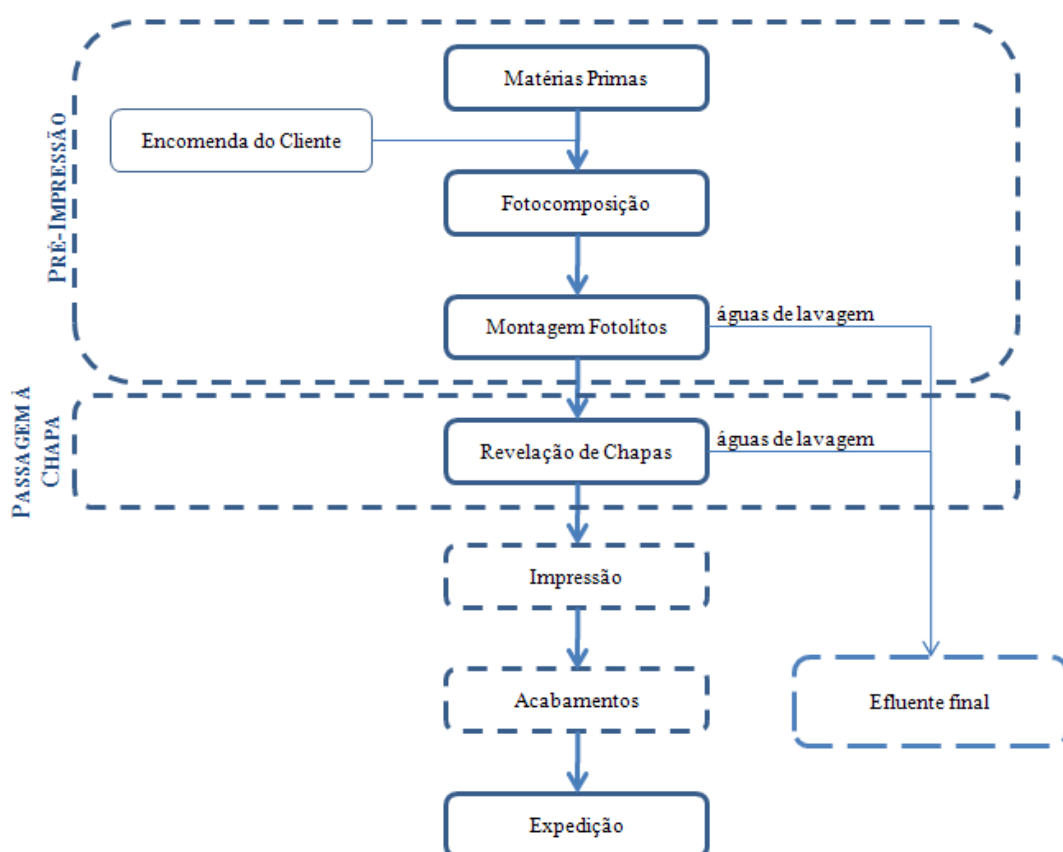 Matérias Primas
Encomenda do Cliente
PRÉ-IMPRESSÃO
Fotocomposição
Montagem Fotolítos
águas de lavagem
PASSAGEM À
CHAPA
Revelação de Chapas
águas de lavagem
Impressão
Acabamentos
Efluente final
Expedição